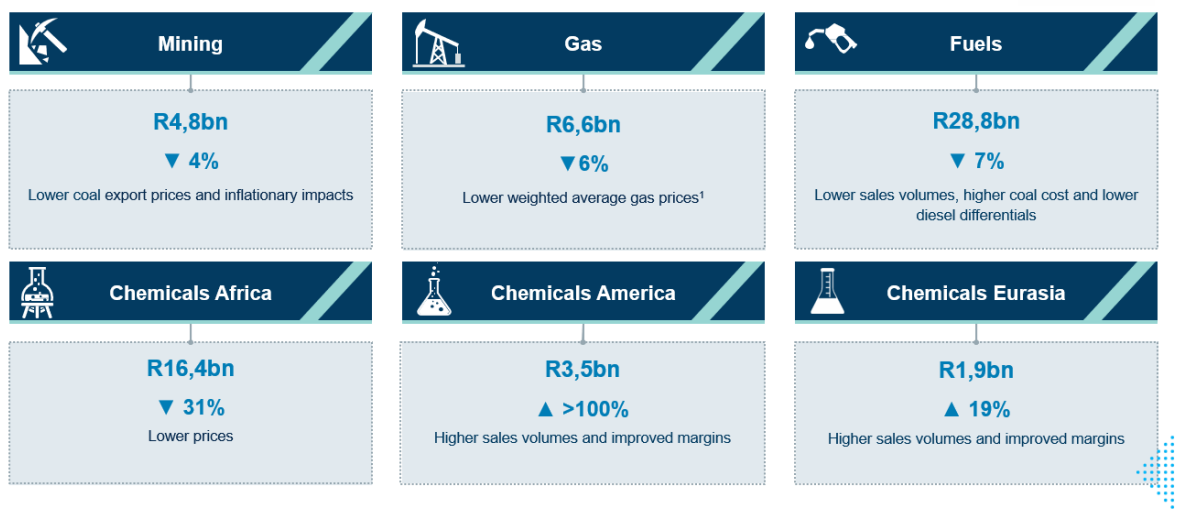 Mining
R4,8bn
▼ 4%
Lower coal export prices and inflationary impacts
Gas
R6,6bn
▼6%
Lower weighted average gas prices¹
Fuels
R28,8bn
▼ 7%
Lower sales volumes, higher coal cost and lower
diesel differentials
Chemicals Africa
R16,4bn
▼ 31%
Lower prices
Chemicals America
R3,5bn
▲ >100%
Higher sales volumes and improved margins
Chemicals Eurasia
R1,9bn
▲ 19%
Higher sales volumes and improved margins